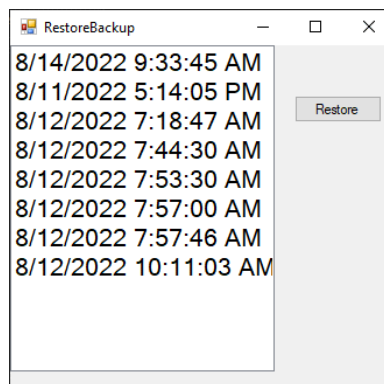 RestoreBackup
8/14/2022 9:33:45 AM
8/11/2022 5:14:05 PM
Restore
8/12/2022 7:18:47 AM
8/12/2022 7:44:30 AM
8/12/2022 7:53:30 AM
8/12/2022 7:57:00 AM
8/12/2022 7:57:46 AM
8/12/2022 10:11:03 AM